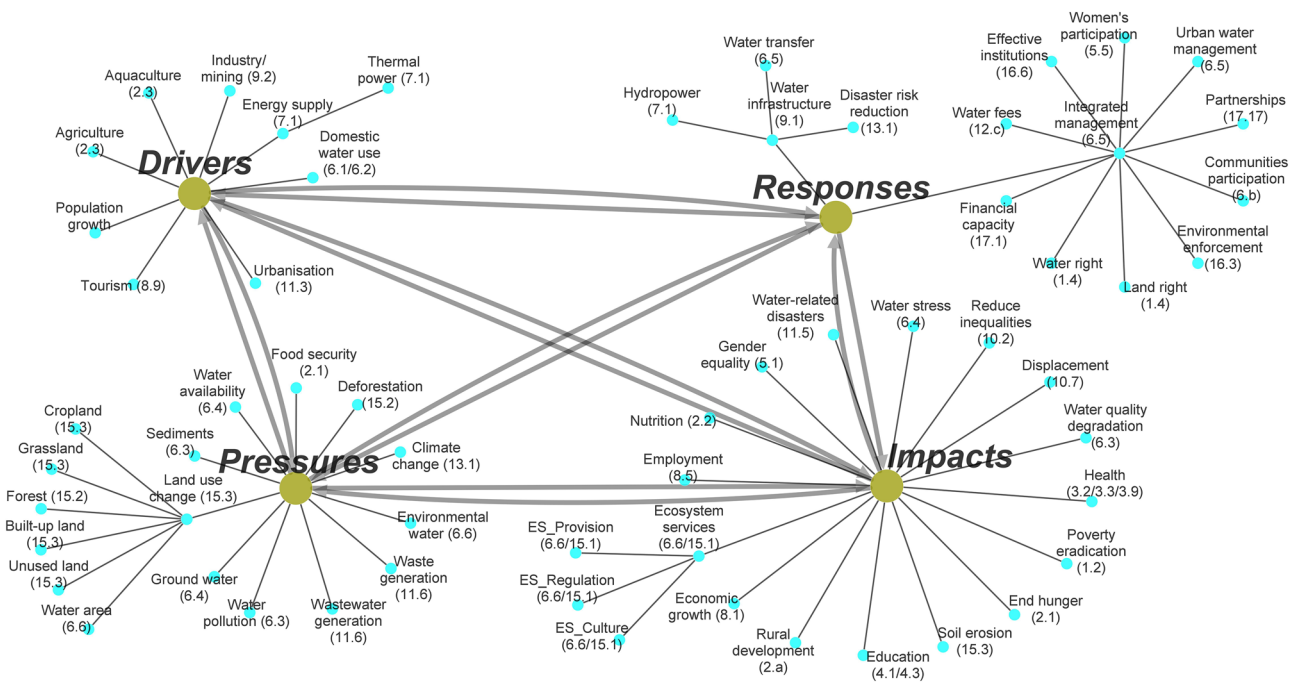 Drivers
Aquaculture
(2.3)
Industry/
mining (9.2)
Thermal
power (7.1)
Energy supply
(7.1)
Agriculture
(2.3)
Domestic
water use
(6.1/6.2)
Population
growth
Tourism (8.9)
Urbanisation
(11.3)
Responses
Water transfer
(6.5)
Hydropower
(7.1)
Water
infrastructure
(9.1)
Disaster risk
reduction
(13.1)
Effective
institutions
(16.6)
Women's
participation
(5.5)
Urban water
management
(6.5)
Water fees
(12.c)
Integrated
management
(6.5)
Partnerships
(17.17)
Communities
participation
(6.b)
Financial
capacity
(17.1)
Environmental
enforcement
(16.3)
Water right
(1.4)
Land right
(1.4)
Pressures
Food security
(2.1)
Water
availability
(6.4)
Deforestation
(15.2)
Sediments
(6.3)
Climate
change (13.1)
Cropland
(15.3)
Grassland
(15.3)
Land use
change (15.3)
Forest (15.2)
Built-up land
(15.3)
Unused land
(15.3)
Water area
(6.6)
Environmental
water (6.6)
Ground water
(6.4)
Water
pollution (6.3)
Wastewater
generation
(11.6)
Waste
generation
(11.6)
Impacts
Water-related
disasters
(11.5)
Water stress
(6.4)
Reduce
inequalities
(10.2)
Gender
equality (5.1)
Displacement
(10.7)
Nutrition (2.2)
Water quality
degradation
(6.3)
Employment
(8.5)
Health
(3.2/3.3/3.9)
Ecosystem
services
(6.6/15.1)
ES_Provision
(6.6/15.1)
ES_Regulation
(6.6/15.1)
ES_Culture
(6.6/15.1)
Poverty
eradication
(1.2)
Economic
growth (8.1)
End hunger
(2.1)
Rural
development
(2.a)
Soil erosion
(15.3)
Education
(4.1/4.3)